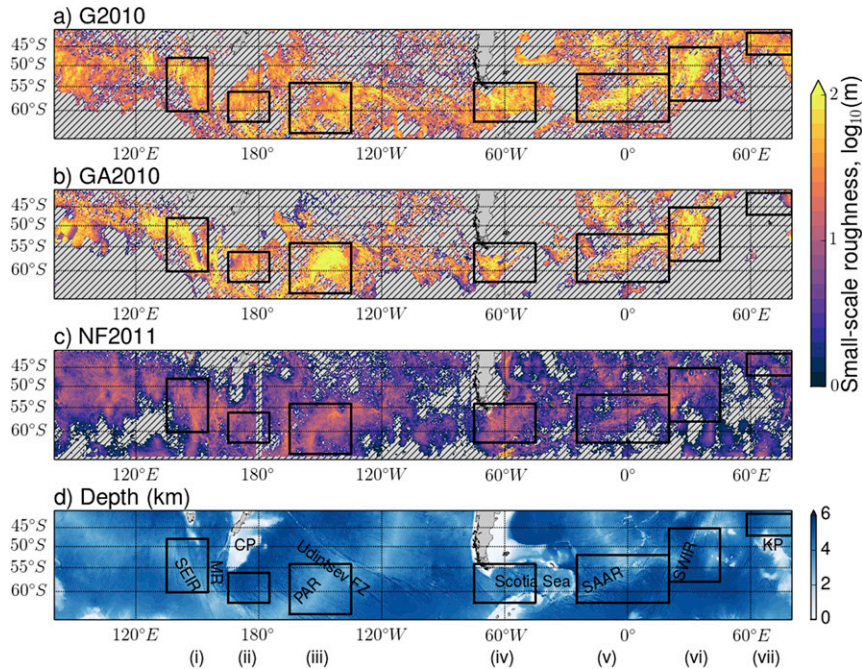 a) G2010
45°S
50°S
55°S
60°S
120°E 180° 120°W 60°W 0° 60°E
b) GA2010
45°S
50°S
55°S
60°S
120°E 180° 120°W 60°W 0° 60°E
c) NF2011
45°S
50°S
55°S
60°S
120°E 180° 120°W 60°W 0° 60°E
2
1
0
Small-scale roughness, log10(m)
d) Depth (km)
45°S
50°S
55°S
60°S
SEIR
MR
CP
PAR
Udintsev FZ
Scotia Sea
SAAR
SWIR
KP
6
4
2
0
120°E 180° 120°W 60°W 0° 60°E
(i) (ii) (iii) (iv) (v) (vi) (vii)